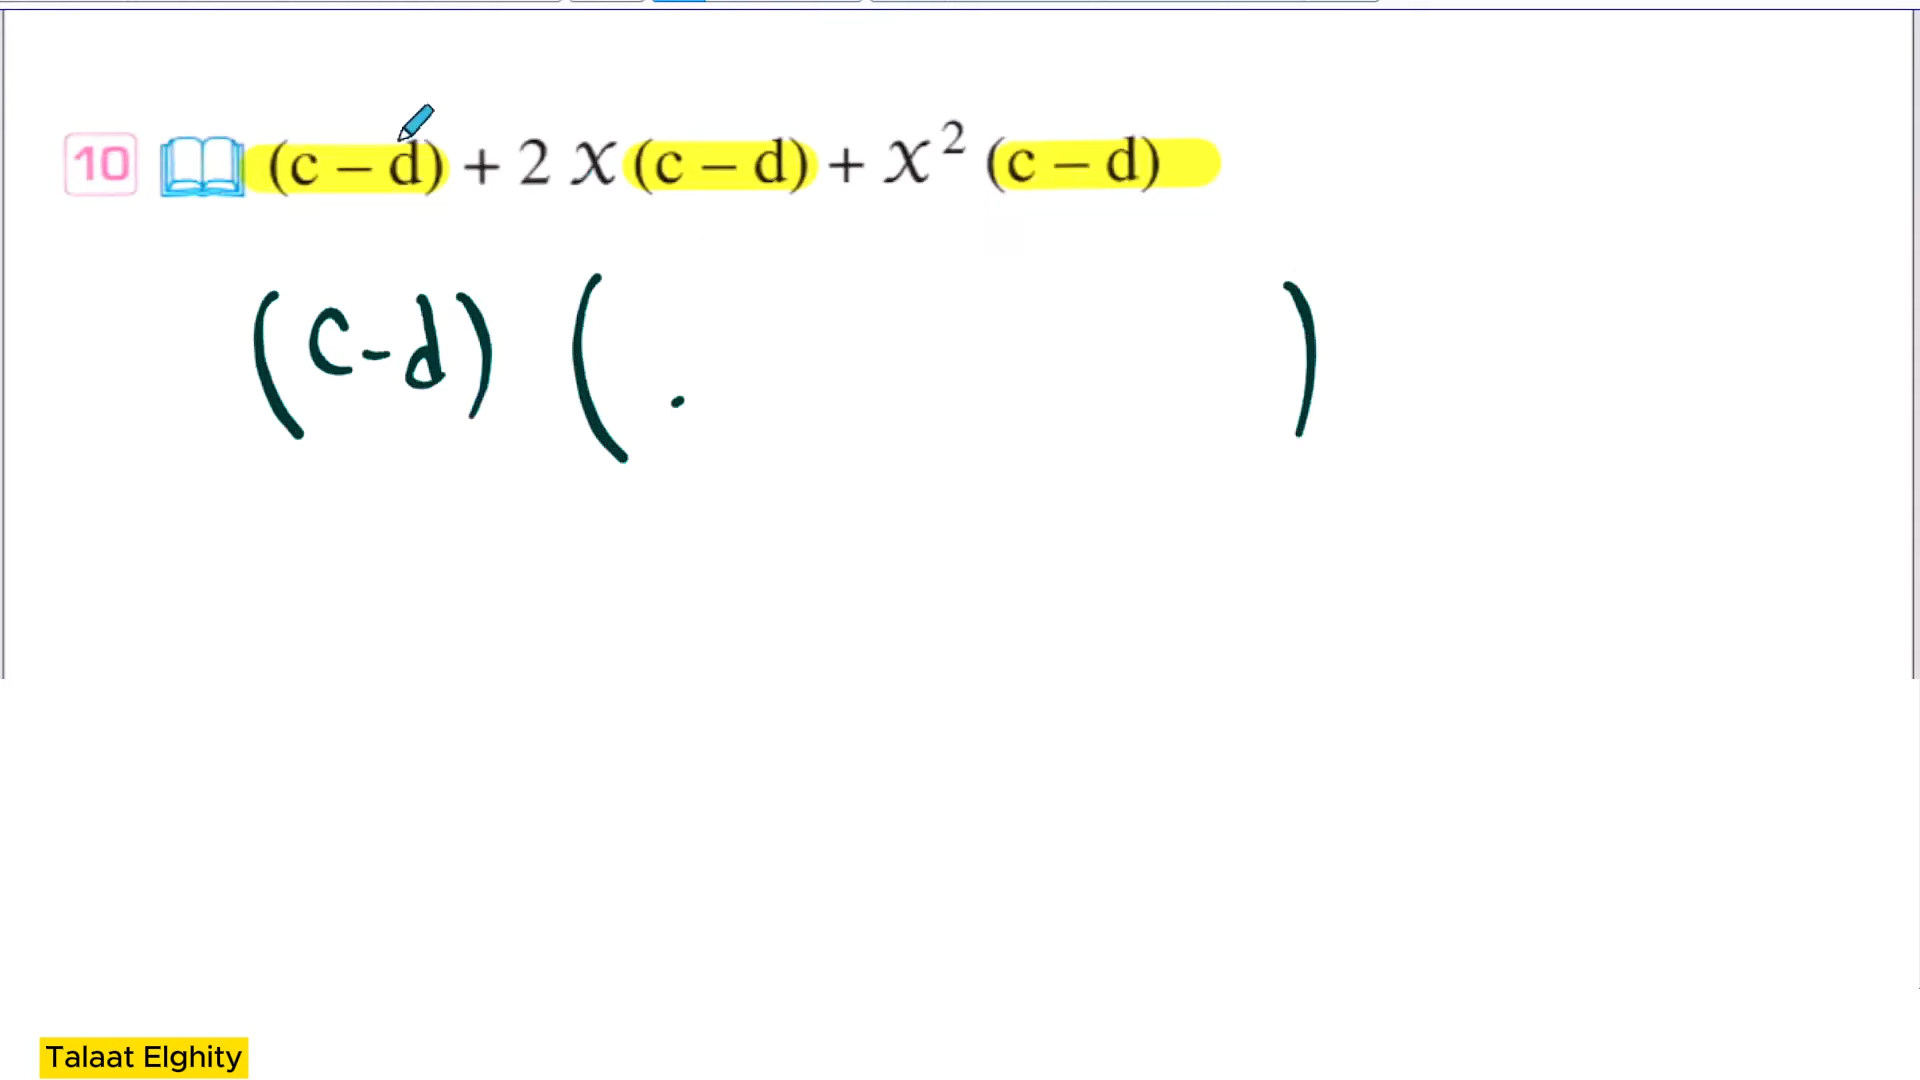 10 (c – d) + 2 x (c – d) + x² (c – d)
(c-d) ( . )
Talaat Elghity